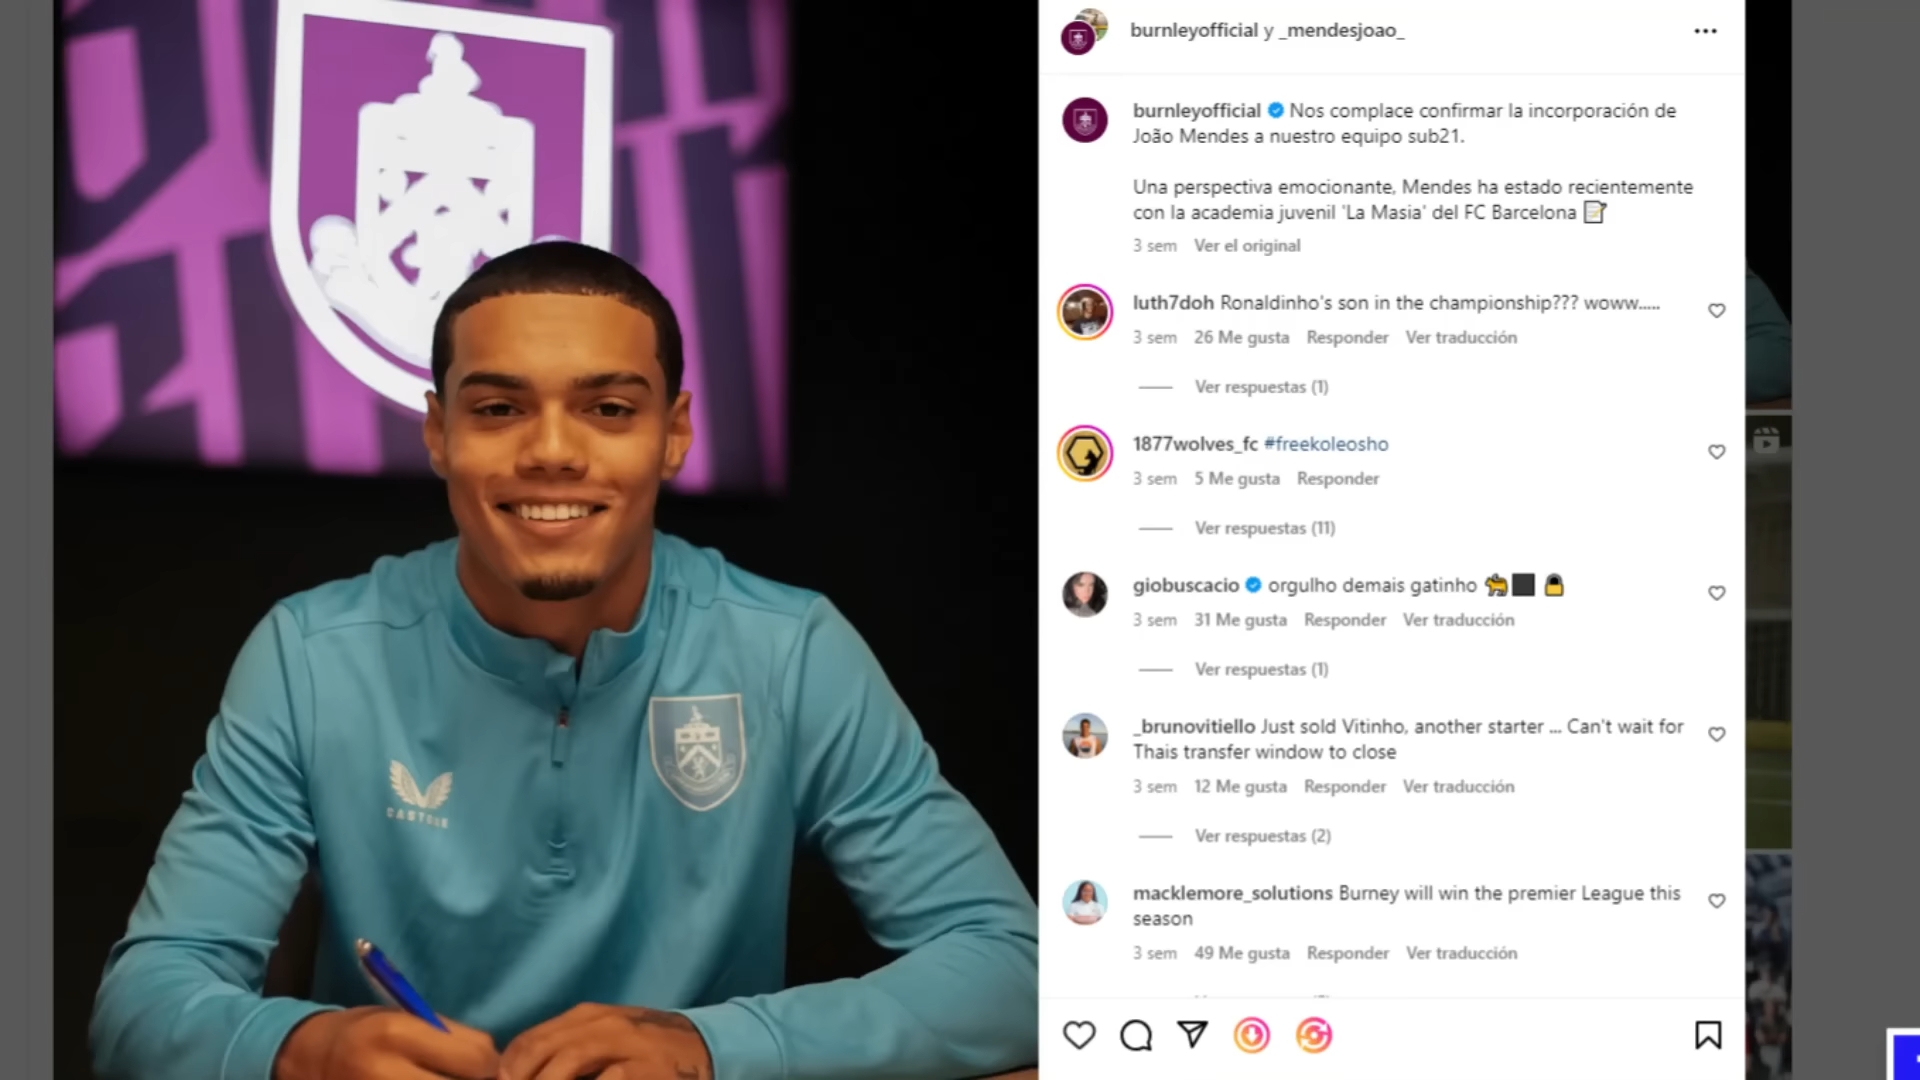 burnleyofficial y _mendesjoao_
burnleyofficial Nos complace confirmar la incorporación de
João Mendes a nuestro equipo sub21.
Una perspectiva emocionante, Mendes ha estado recientemente
con la academia juvenil 'La Masia' del FC Barcelona
3 sem Ver el original
luth7doh Ronaldinho's son in the championship??? woww.....
3 sem 26 Me gusta Responder Ver traducción
Ver respuestas (1)
1877wolves_fc #freekoleosho
3 sem 5 Me gusta Responder
Ver respuestas (11)
giobuscacio orgulho demais gatinho
3 sem 31 Me gusta Responder Ver traducción
Ver respuestas (1)
_brunovitiello Just sold Vitinho, another starter ... Can't wait for
Thais transfer window to close
3 sem 12 Me gusta Responder Ver traducción
Ver respuestas (2)
macklemore_solutions Burney will win the premier League this
season
3 sem 49 Me gusta Responder Ver traducción
CASTORE